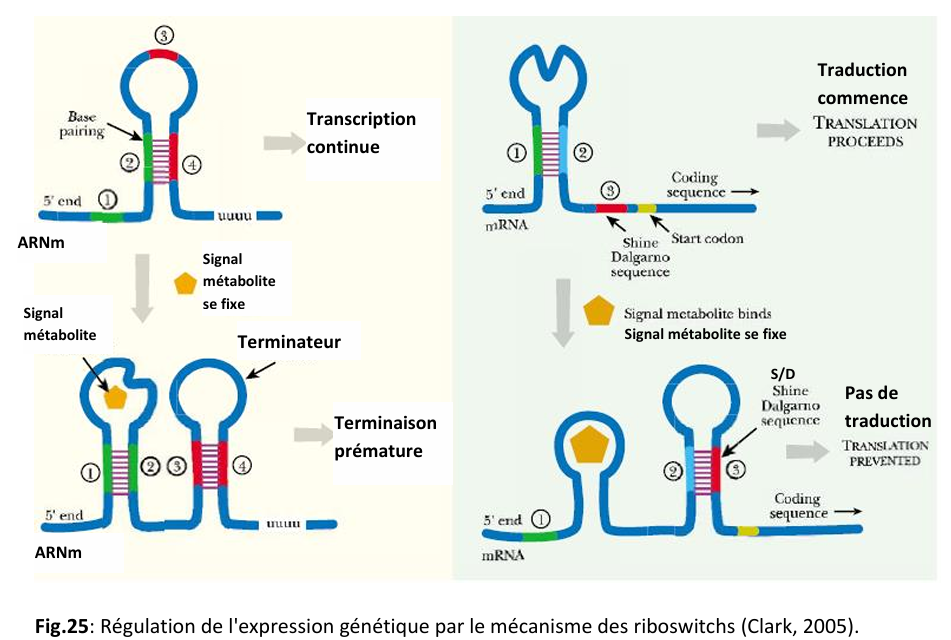 ③
Base
pairing
②
④
5' end
①
uuuu
ARNm
Transcription
continue
Signal
métabolite
se fixe
Signal
métabolite
Terminateur
①
②
③
④
5' end
uuuu
ARNm
Terminaison
prémature
①
②
5' end
mRNA
③
Coding
sequence
Shine
Dalgarno
sequence
Start codon
Traduction
commence
TRANSLATION
PROCEEDS
Signal metabolite binds
Signal métabolite se fixe
S/D
Shine
Dalgarno
sequence
②
③
5' end
①
mRNA
Coding
sequence
Pas de
traduction
TRANSLATION
PREVENTED
Fig.25: Régulation de l'expression génétique par le mécanisme des riboswitchs (Clark, 2005).